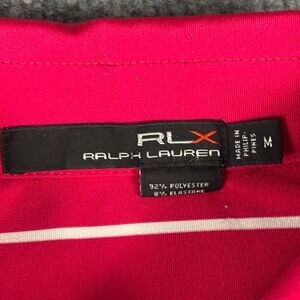 RLX
RALPH LAUREN
MADE IN
PHILIP-
PINES
M
92% POLYESTER
8% ELASTANE